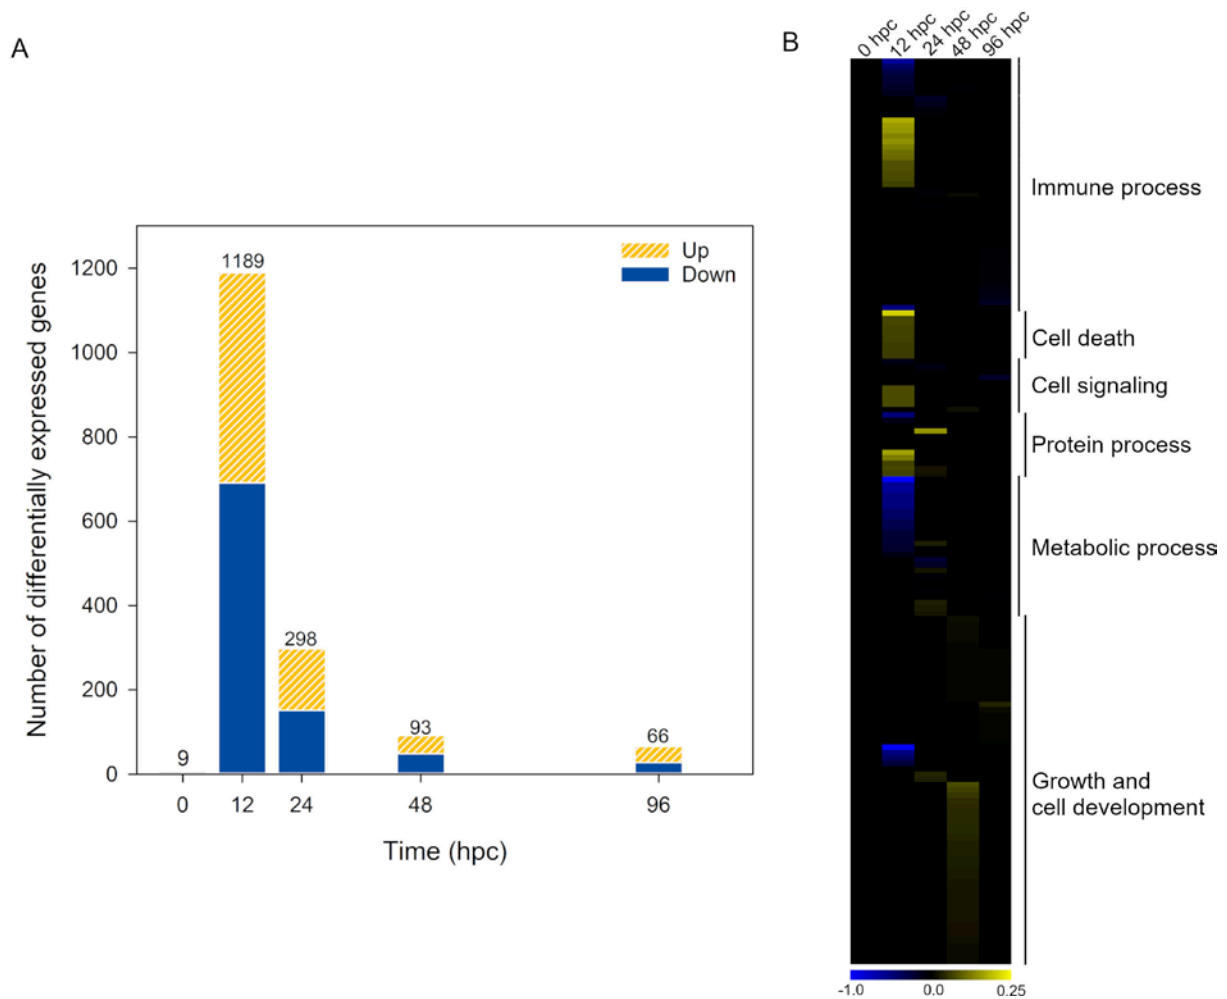 A
B
0 hpc
12 hpc
24 hpc
48 hpc
96 hpc
Number of differentially expressed genes
1200
1000
800
600
400
200
0
Up
Down
9
1189
298
93
66
0
12
24
48
96
Time (hpc)
Immune process
Cell death
Cell signaling
Protein process
Metabolic process
Growth and
cell development
-1.0
0.0
0.25